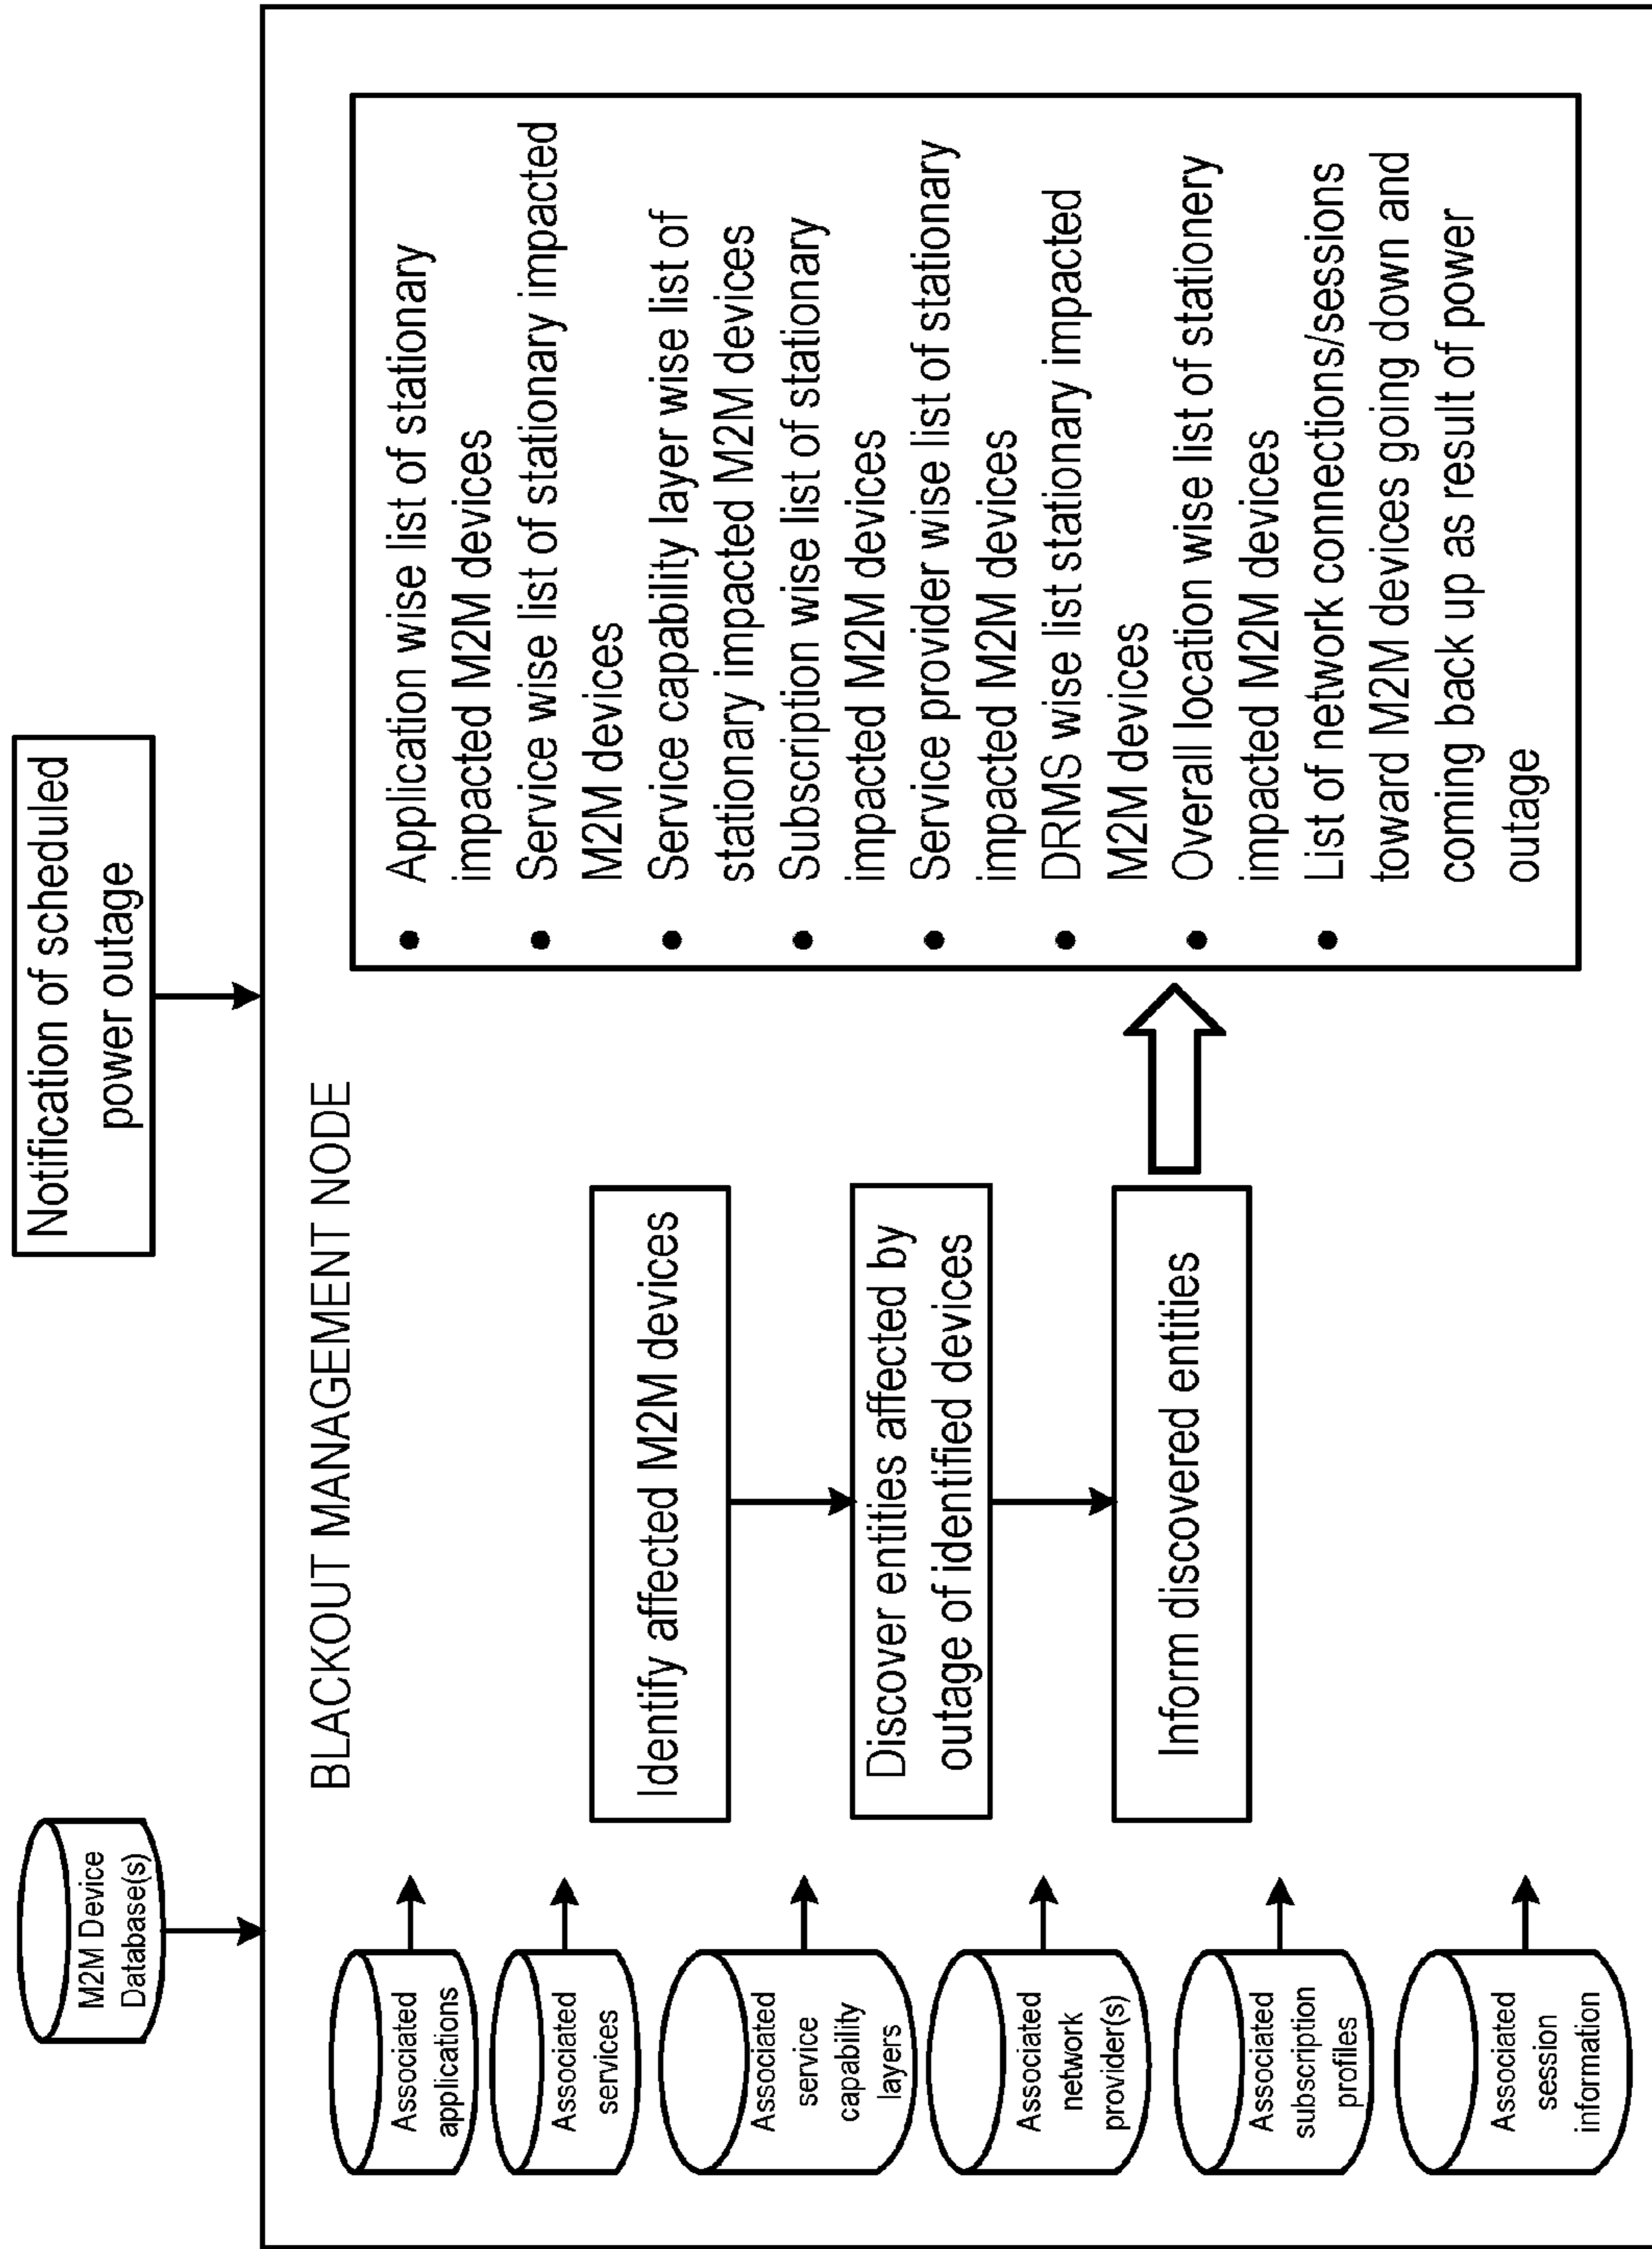 M2M Device
Database(s)
Notification of scheduled
power outage
BLACKOUT MANAGEMENT NODE
Associated
applications
Associated
services
Associated
service
capability
layers
Associated
network
provider(s)
Associated
subscription
profiles
Associated
session
information
Identify affected M2M devices
Discover entities affected by
outage of identified devices
Inform discovered entities
• Application wise list of stationary
impacted M2M devices
• Service wise list of stationary impacted
M2M devices
• Service capability layer wise list of
stationary impacted M2M devices
• Subscription wise list of stationary
impacted M2M devices
• Service provider wise list of stationary
impacted M2M devices
• DRMS wise list stationary impacted
M2M devices
• Overall location wise list of stationery
impacted M2M devices
• List of network connections/sessions
toward M2M devices going down and
coming back up as result of power
outage